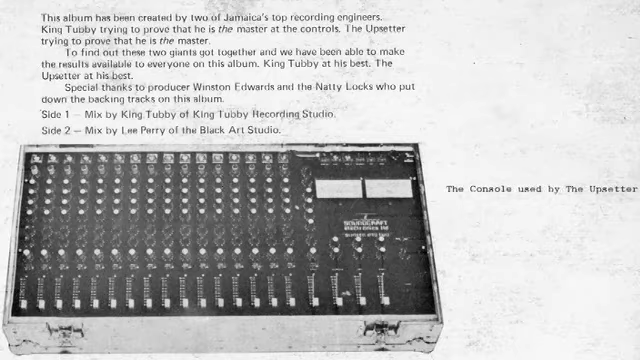 This album has been created by two of Jamaica's top recording engineers.
King Tubby trying to prove that he is the master at the controls. The Upsetter
trying to prove that he is the master.
To find out these two giants got together and we have been able to make
the results available to everyone on this album. King Tubby at his best. The
Upsetter at his best.
Special thanks to producer Winston Edwards and the Natty Locks who put
down the backing tracks on this album.
Side 1 — Mix by King Tubby of King Tubby Recording Studio.
Side 2 — Mix by Lee Perry of the Black Art Studio.
The Console used by The Upsetter
SOUNDCRAFT